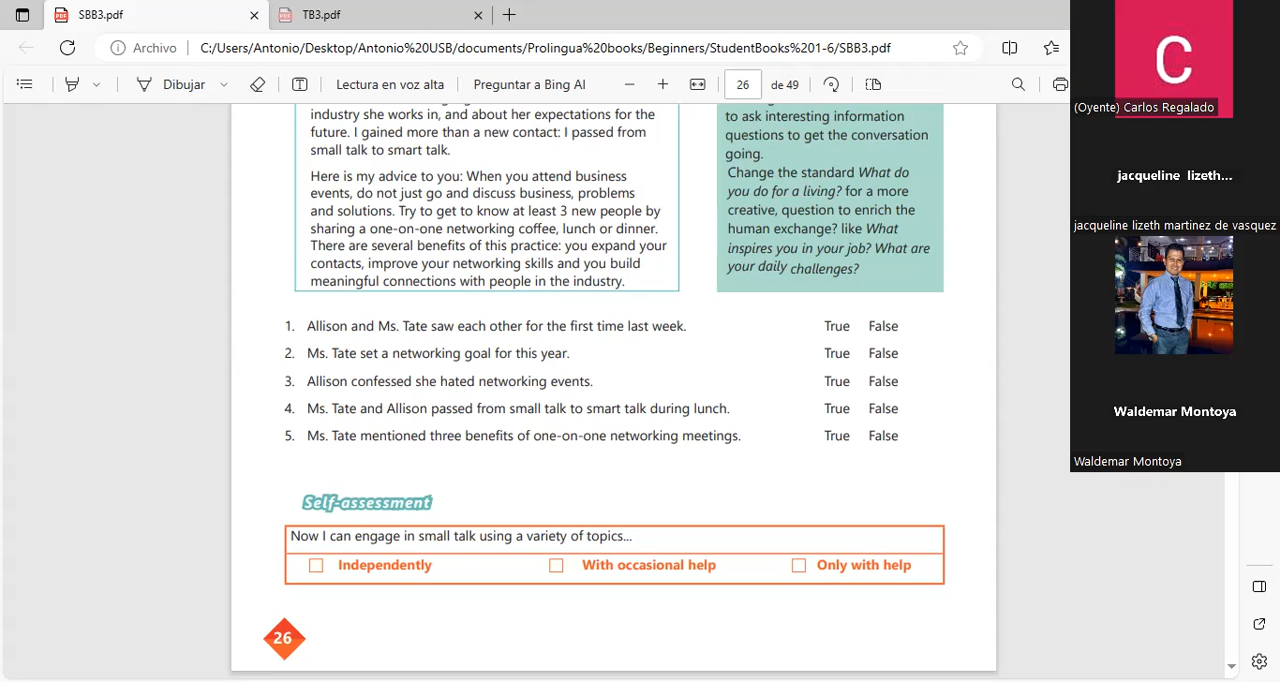 SBB3.pdf
TB3.pdf
Archivo
C:/Users/Antonio/Desktop/Antonio%20USB/documents/Prolingua%20books/Beginners/StudentBooks%201-6/SBB3.pdf
Dibujar
Lectura en voz alta
Preguntar a Bing AI
26
de 49
industry she works in, and about her expectations for the
future. I gained more than a new contact: I passed from
small talk to smart talk.
Here is my advice to you: When you attend business
events, do not just go and discuss business, problems
and solutions. Try to get to know at least 3 new people by
sharing a one-on-one networking coffee, lunch or dinner.
There are several benefits of this practice: you expand your
contacts, improve your networking skills and you build
meaningful connections with people in the industry.
to ask interesting information
questions to get the conversation
going.
Change the standard What do
you do for a living? for a more
creative, question to enrich the
human exchange? like What
inspires you in your job? What are
your daily challenges?
1. Allison and Ms. Tate saw each other for the first time last week. True False
2. Ms. Tate set a networking goal for this year. True False
3. Allison confessed she hated networking events. True False
4. Ms. Tate and Allison passed from small talk to smart talk during lunch. True False
5. Ms. Tate mentioned three benefits of one-on-one networking meetings. True False
Self-assessment
Now I can engage in small talk using a variety of topics...
Independently With occasional help Only with help
26
C
(Oyente) Carlos Regalado
jacqueline lizeth...
jacqueline lizeth martinez de vasquez
Waldemar Montoya
Waldemar Montoya